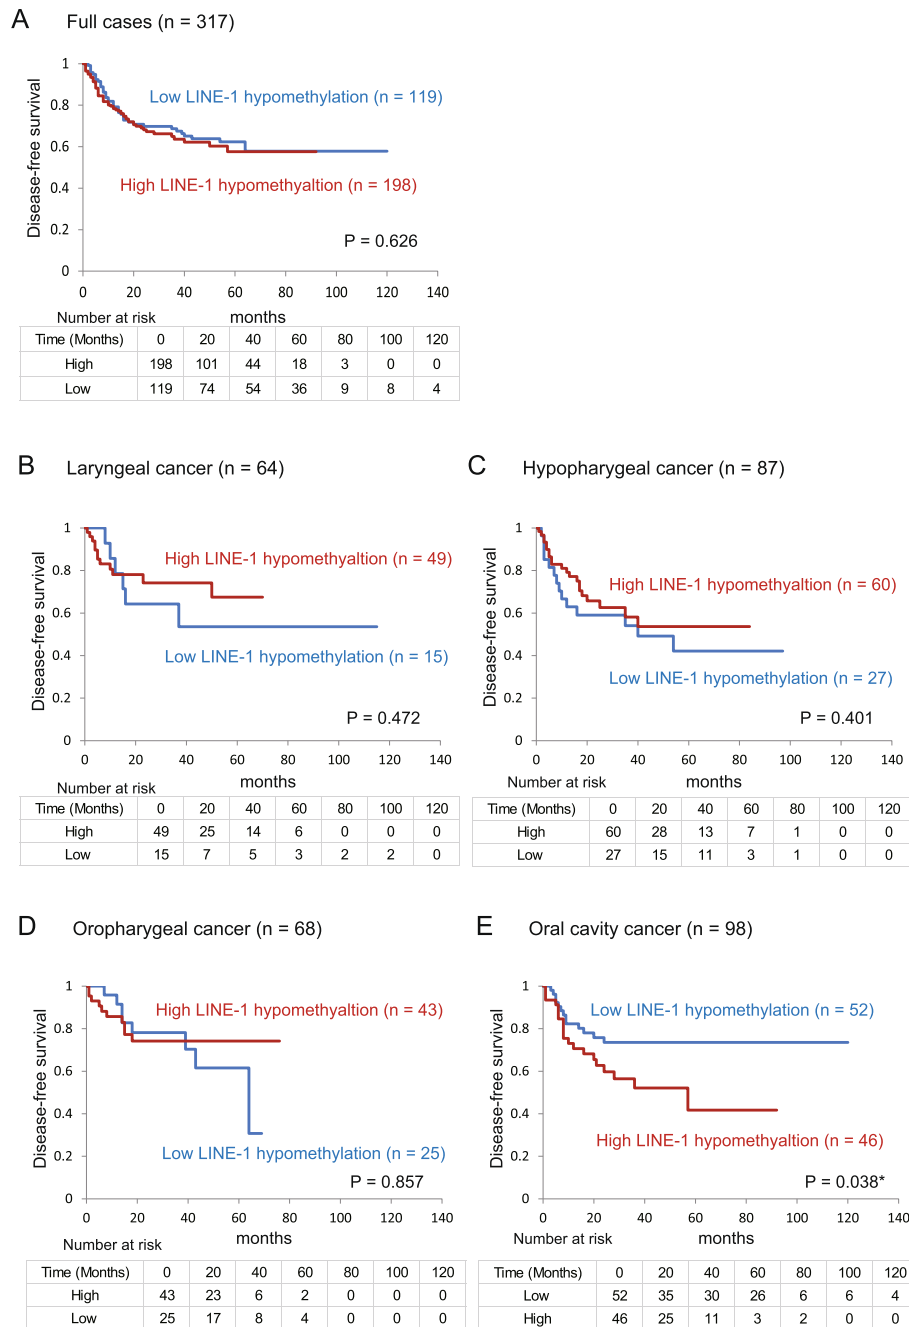 A Full cases (n = 317)
Disease-free survival
1
0.8
0.6
0.4
0.2
0
Low LINE-1 hypomethylation (n = 119)
High LINE-1 hypomethyaltion (n = 198)
P = 0.626
0 20 40 60 80 100 120 140
Number at risk months
Time (Months) 0 20 40 60 80 100 120
High 198 101 44 18 3 0 0
Low 119 74 54 36 9 8 4
B Laryngeal cancer (n = 64)
Disease-free survival
1
0.8
0.6
0.4
0.2
0
High LINE-1 hypomethyaltion (n = 49)
Low LINE-1 hypomethylation (n = 15)
P = 0.472
0 20 40 60 80 100 120 140
Number at risk months
Time (Months) 0 20 40 60 80 100 120
High 49 25 14 6 0 0 0
Low 15 7 5 3 2 2 0
C Hypopharygeal cancer (n = 87)
Disease-free survival
1
0.8
0.6
0.4
0.2
0
High LINE-1 hypomethyaltion (n = 60)
Low LINE-1 hypomethylation (n = 27)
P = 0.401
0 20 40 60 80 100 120 140
Number at risk months
Time (Months) 0 20 40 60 80 100 120
High 60 28 13 7 1 0 0
Low 27 15 11 3 1 0 0
D Oropharygeal cancer (n = 68)
Disease-free survival
1
0.8
0.6
0.4
0.2
0
High LINE-1 hypomethyaltion (n = 43)
Low LINE-1 hypomethylation (n = 25)
P = 0.857
0 20 40 60 80 100 120 140
Number at risk months
Time (Months) 0 20 40 60 80 100 120
High 43 23 6 2 0 0 0
Low 25 17 8 4 0 0 0
E Oral cavity cancer (n = 98)
Disease-free survival
1
0.8
0.6
0.4
0.2
0
Low LINE-1 hypomethylation (n = 52)
High LINE-1 hypomethyaltion (n = 46)
P = 0.038*
0 20 40 60 80 100 120 140
Number at risk months
Time (Months) 0 20 40 60 80 100 120
Low 52 35 30 26 6 6 4
High 46 25 11 3 2 0 0